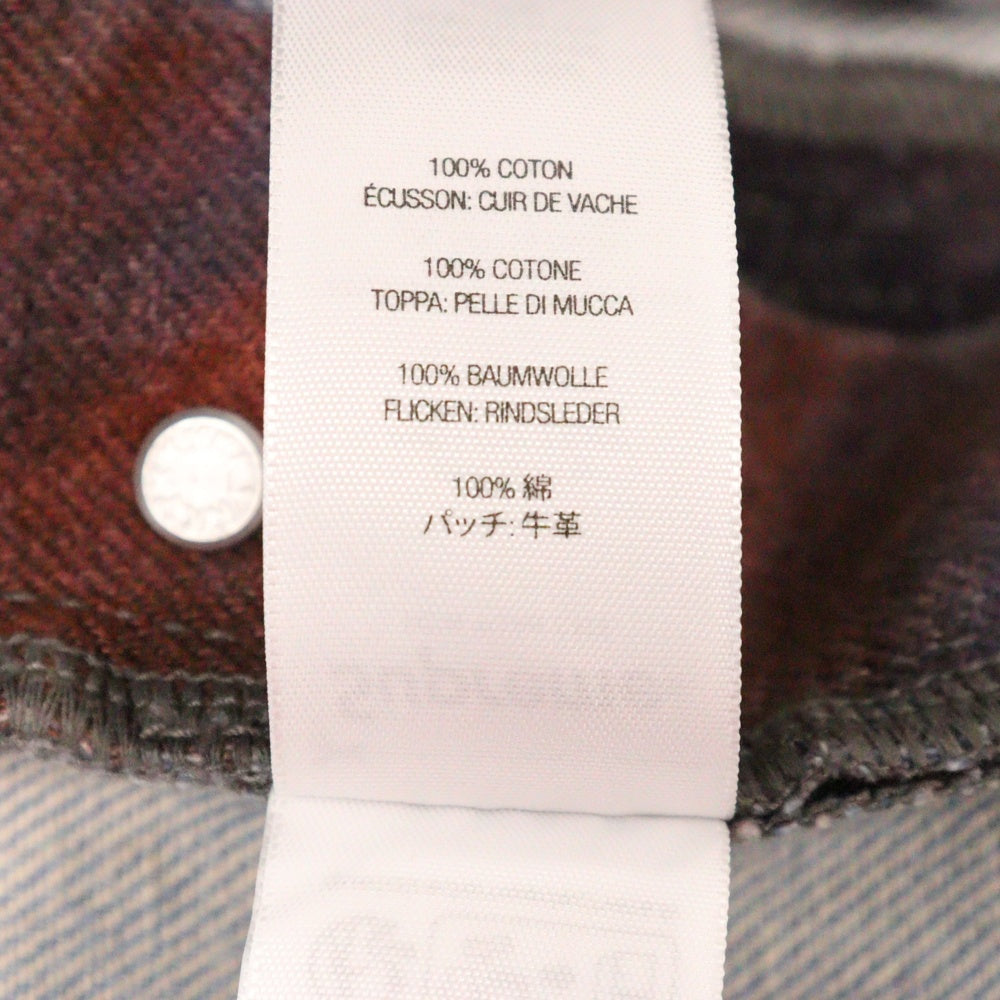 100% COTON
ÉCUSSON: CUIR DE VACHE
100% COTONE
TOPPA: PELLE DI MUCCA
100% BAUMWOLLE
FLICKEN: RINDSLEDER
100% 綿
パッチ: 牛革